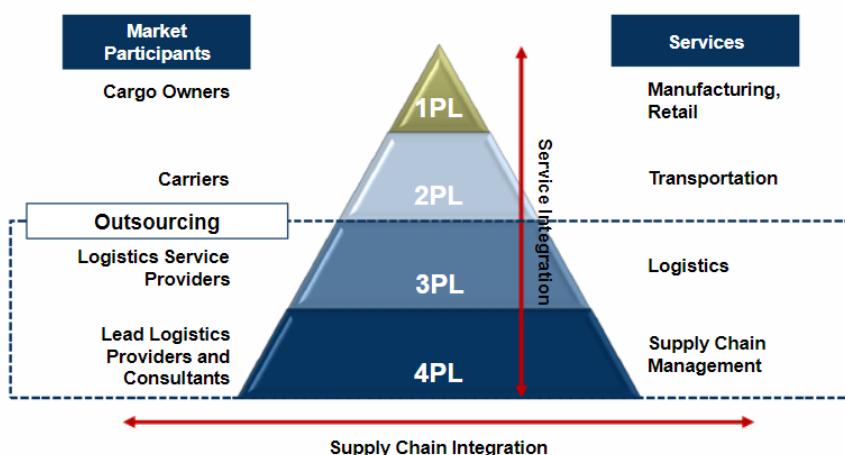 Market
Participants
Services
Cargo Owners
1PL
Manufacturing,
Retail
Service Integration
Carriers
2PL
Transportation
Outsourcing
Logistics Service
Providers
3PL
Logistics
Lead Logistics
Providers and
Consultants
4PL
Supply Chain
Management
Supply Chain Integration